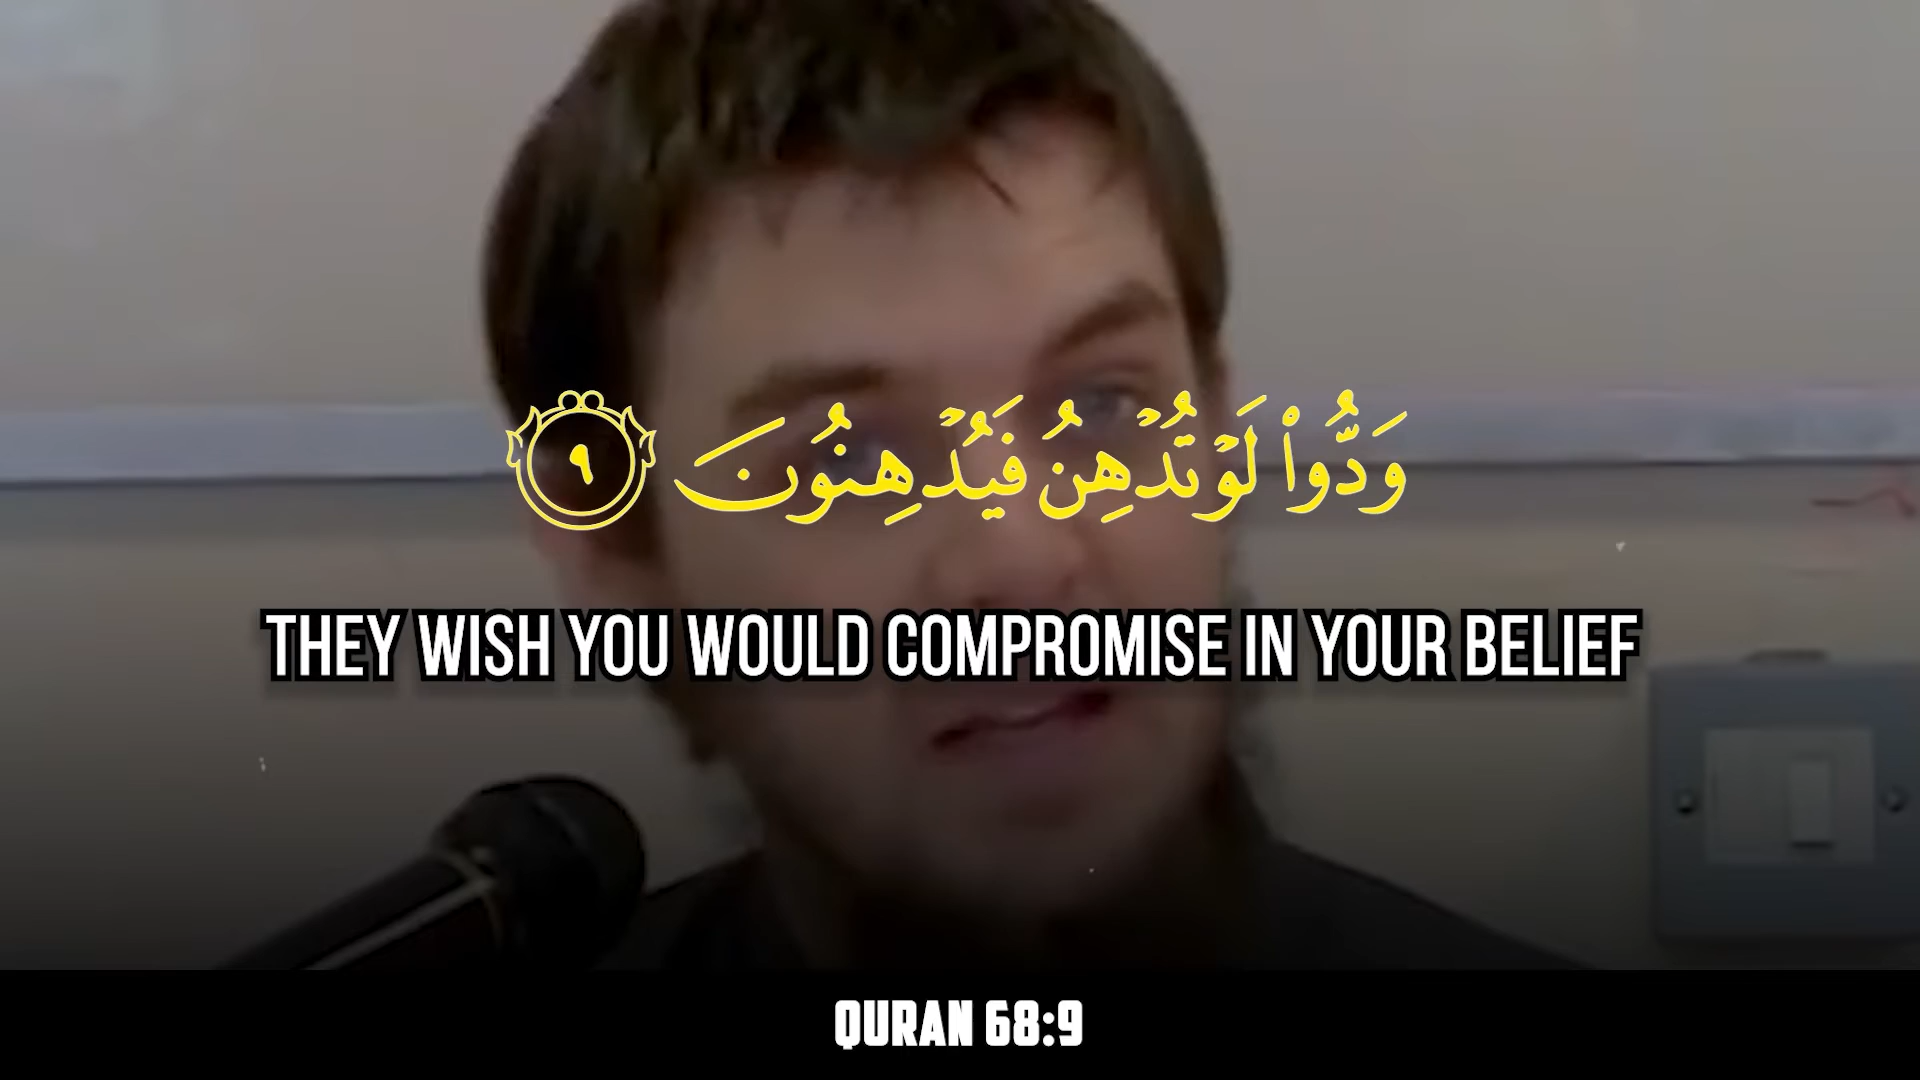 وَدُّوا۟ لَوْ تُدْهِنُ فَيُدْهِنُونَ ٩
THEY WISH YOU WOULD COMPROMISE IN YOUR BELIEF
QURAN 68:9